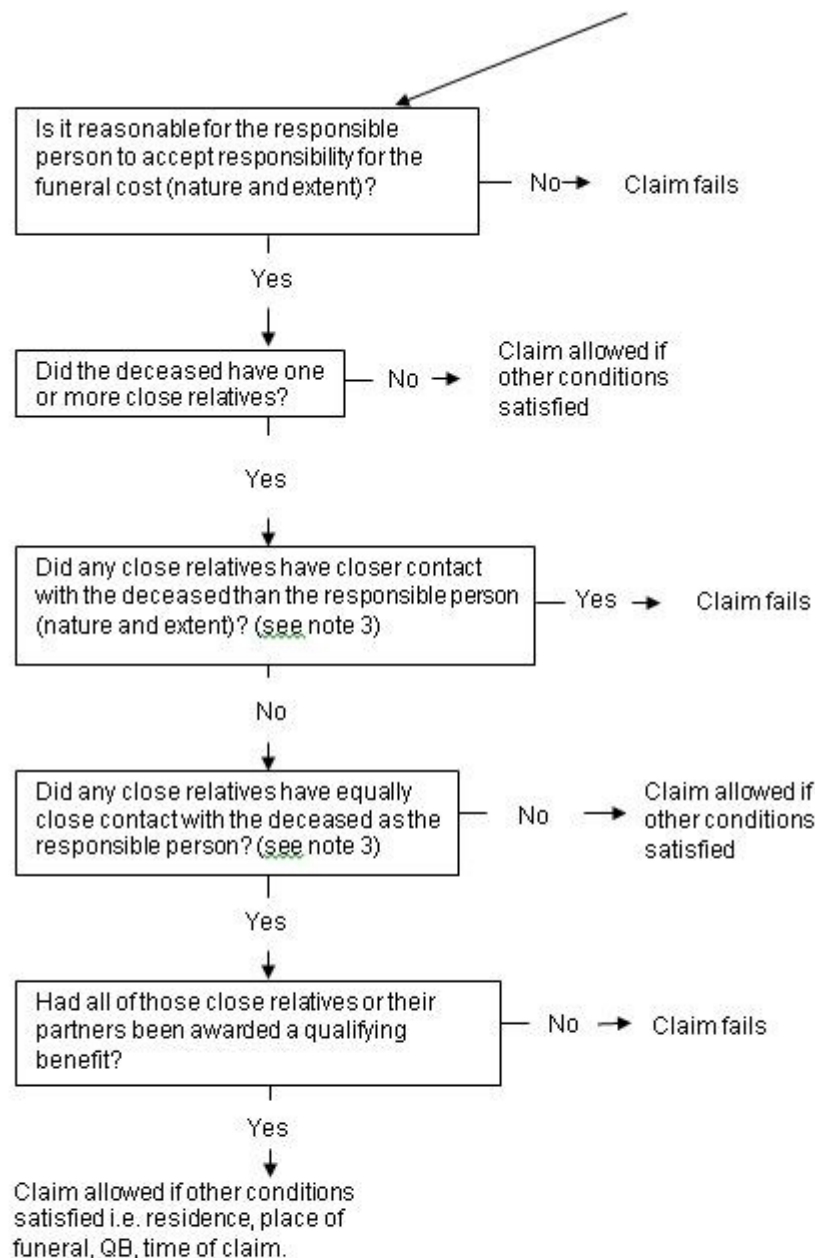 Is it reasonable for the responsible
person to accept responsibility for the
funeral cost (nature and extent)?
No
Claim fails
Yes
Did the deceased have one
or more close relatives?
No
Claim allowed if
other conditions
satisfied
Yes
Did any close relatives have closer contact
with the deceased than the responsible person
(nature and extent)? (see note 3)
Yes
Claim fails
No
Did any close relatives have equally
close contact with the deceased as the
responsible person? (see note 3)
No
Claim allowed if
other conditions
satisfied
Yes
Had all of those close relatives or their
partners been awarded a qualifying
benefit?
No
Claim fails
Yes
Claim allowed if other conditions
satisfied i.e. residence, place of
funeral, QB, time of claim.